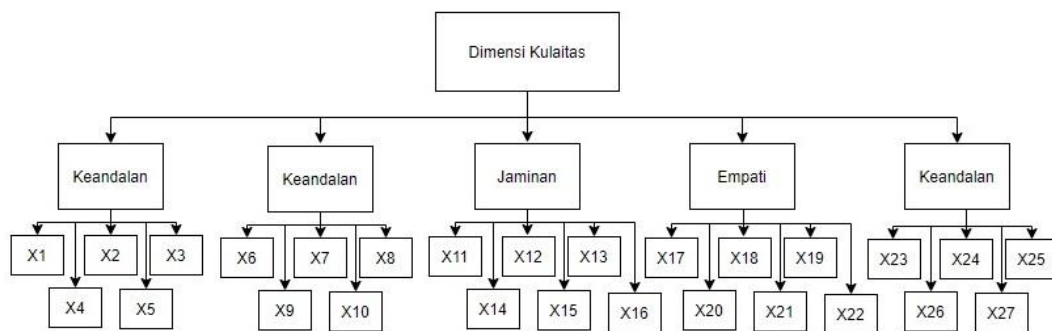 Dimensi Kulaitas
Keandalan
Keandalan
Jaminan
Empati
Keandalan
X1
X2
X3
X4
X5
X6
X7
X8
X9
X10
X11
X12
X13
X14
X15
X16
X17
X18
X19
X20
X21
X22
X23
X24
X25
X26
X27